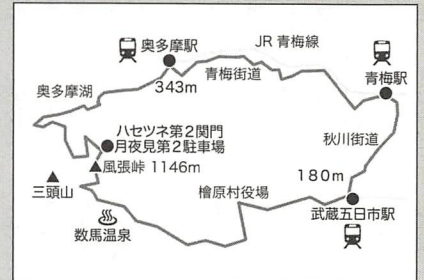 奥多摩駅
JR 青梅線
青梅街道
343m
青梅駅
奥多摩湖
秋川街道
ハセツネ第2関門
月夜見第2駐車場
風張峠 1146m
三頭山
180m
檜原村役場
武蔵五日市駅
数馬温泉